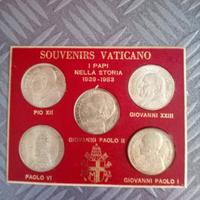 SOUVENIRS VATICANO
I PAPI
NELLA STORIA
1939-1983
PIO XII
GIOVANNI XXIII
GIOVANNI PAOLO II
PAOLO VI
GIOVANNI PAOLO I